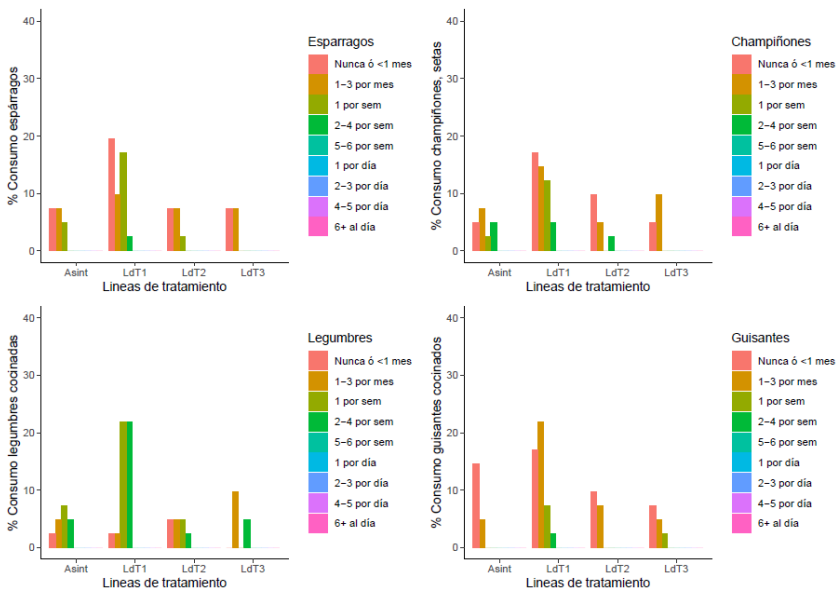 % Consumo espárragos
40
30
20
10
0
Asint
LdT1
LdT2
LdT3
Lineas de tratamiento
Esparragos
Nunca ó <1 mes
1−3 por mes
1 por sem
2−4 por sem
5−6 por sem
1 por día
2−3 por día
4−5 por día
6+ al día
% Consumo champiñones, setas
40
30
20
10
0
Asint
LdT1
LdT2
LdT3
Lineas de tratamiento
Champiñones
Nunca ó <1 mes
1−3 por mes
1 por sem
2−4 por sem
5−6 por sem
1 por día
2−3 por día
4−5 por día
6+ al día
% Consumo legumbres cocinadas
40
30
20
10
0
Asint
LdT1
LdT2
LdT3
Lineas de tratamiento
Legumbres
Nunca ó <1 mes
1−3 por mes
1 por sem
2−4 por sem
5−6 por sem
1 por día
2−3 por día
4−5 por día
6+ al día
% Consumo guisantes cocinados
40
30
20
10
0
Asint
LdT1
LdT2
LdT3
Lineas de tratamiento
Guisantes
Nunca ó <1 mes
1−3 por mes
1 por sem
2−4 por sem
5−6 por sem
1 por día
2−3 por día
4−5 por día
6+ al día